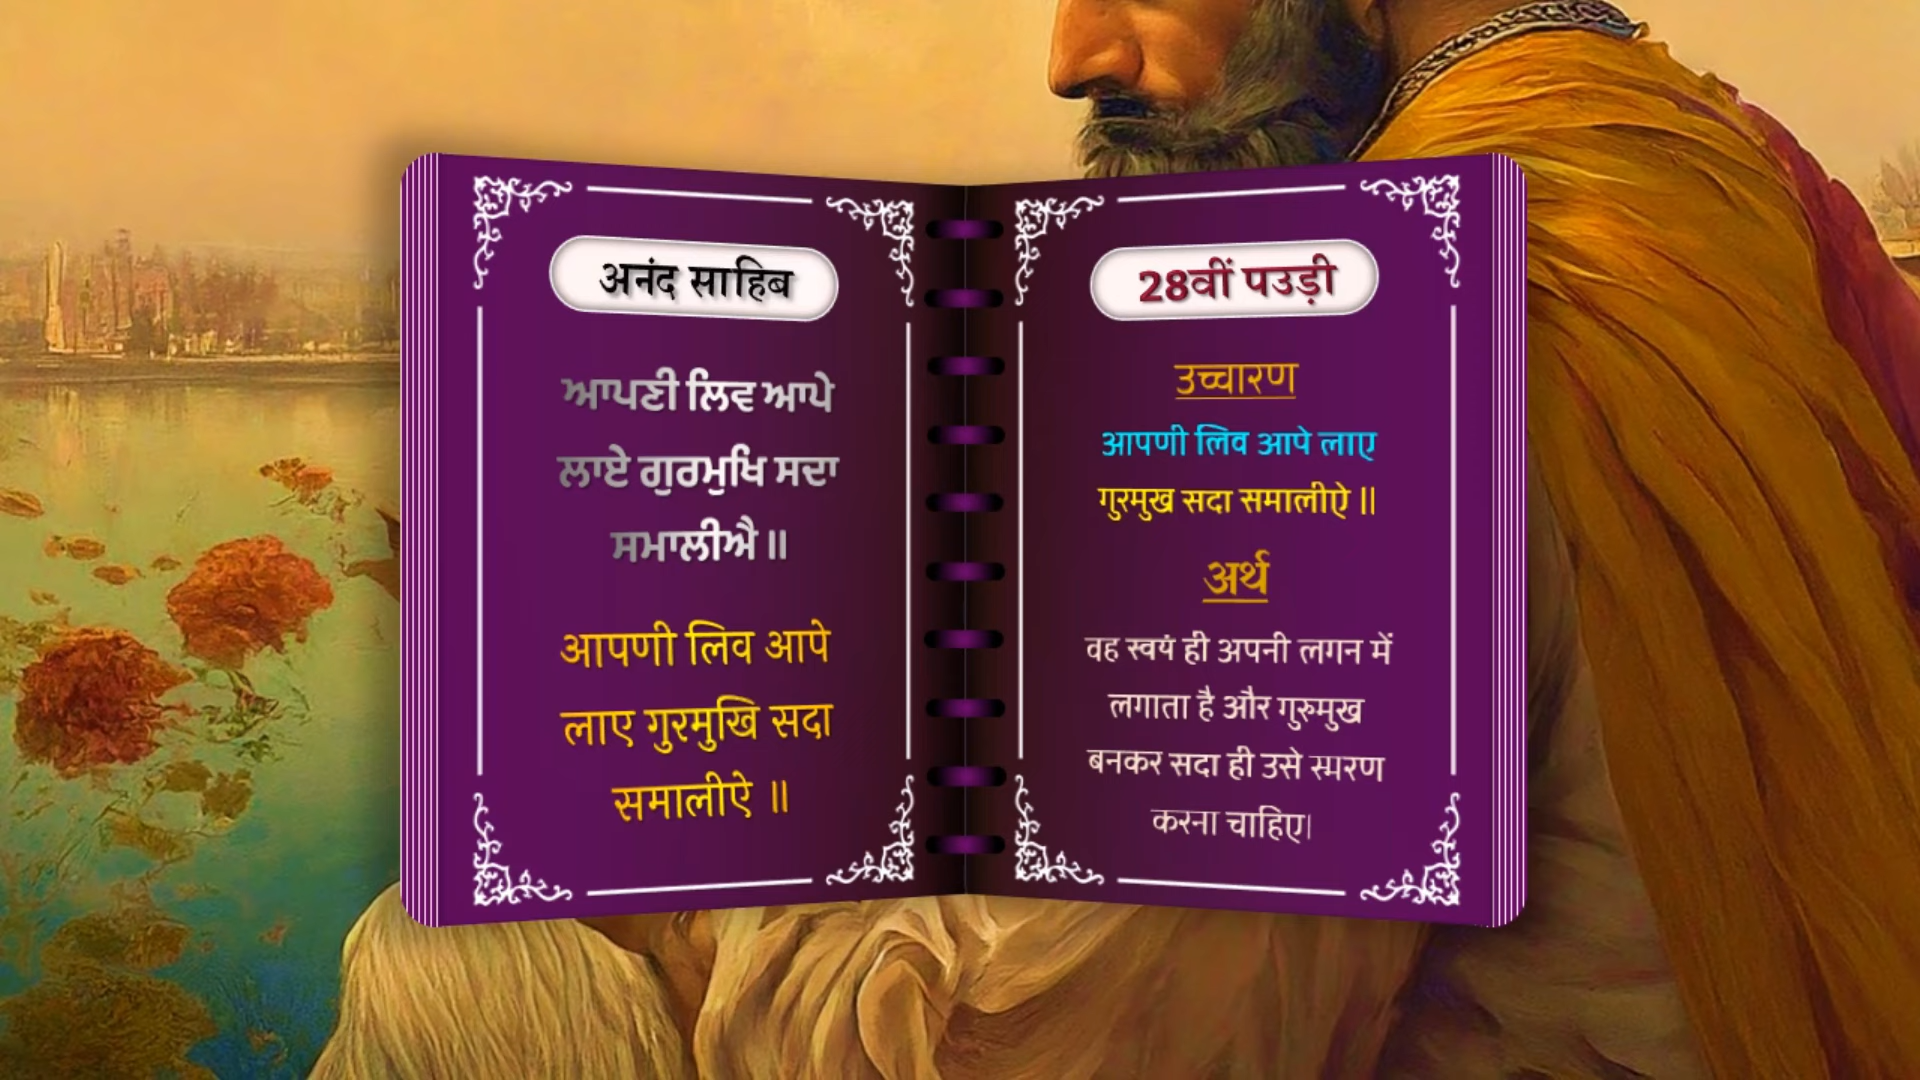 अनंद साहिब
ਆਪਣੀ ਲਿਵ ਆਪੇ
ਲਾਏ ਗੁਰਮੁਖਿ ਸਦਾ
ਸਮਾਲੀਐ ॥
आपणी लिव आपे
लाए गुरमुखि सदा
समालीऐ ॥
28वीं पउड़ी
उच्चारण
आपणी लिव आपे लाए
गुरमुख सदा समालीऐ ॥
अर्थ
वह स्वयं ही अपनी लगन में
लगाता है और गुरुमुख
बनकर सदा ही उसे स्मरण
करना चाहिए।